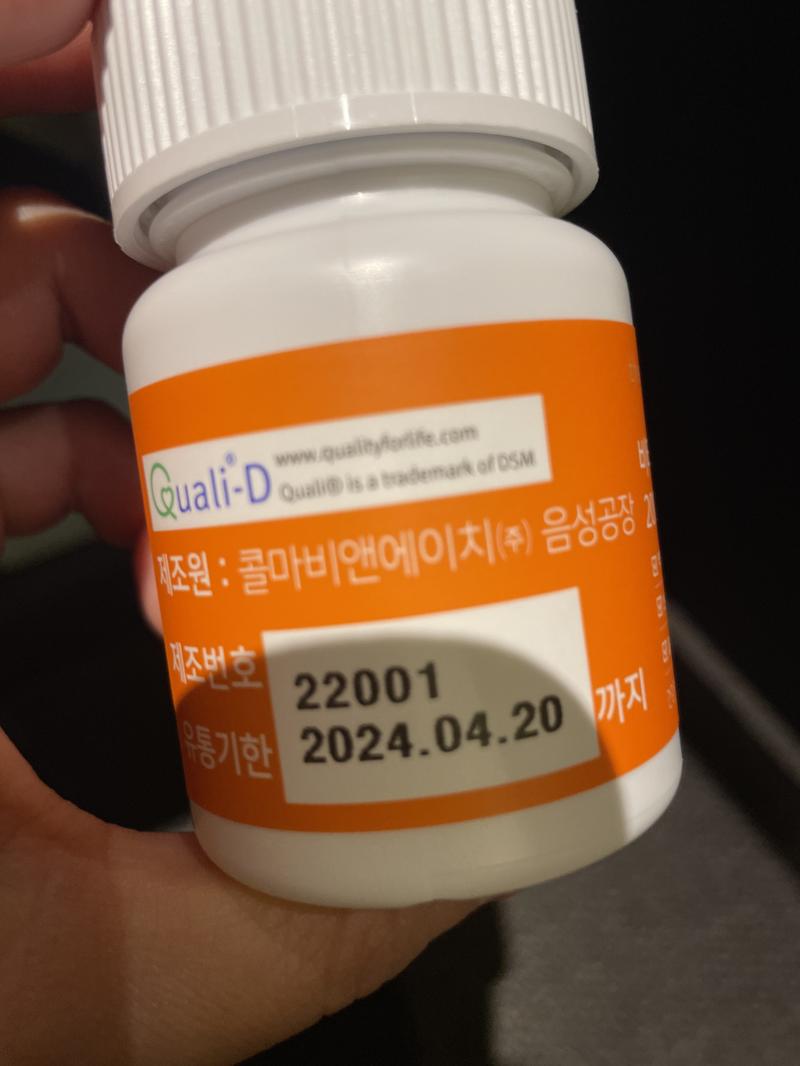 Quali-D®
www.qualityforlife.com
Quali® is a trademark of DSM
제조원 : 콜마비앤에이치(주) 음성공장
제조번호 22001
유통기한 2024.04.20 까지